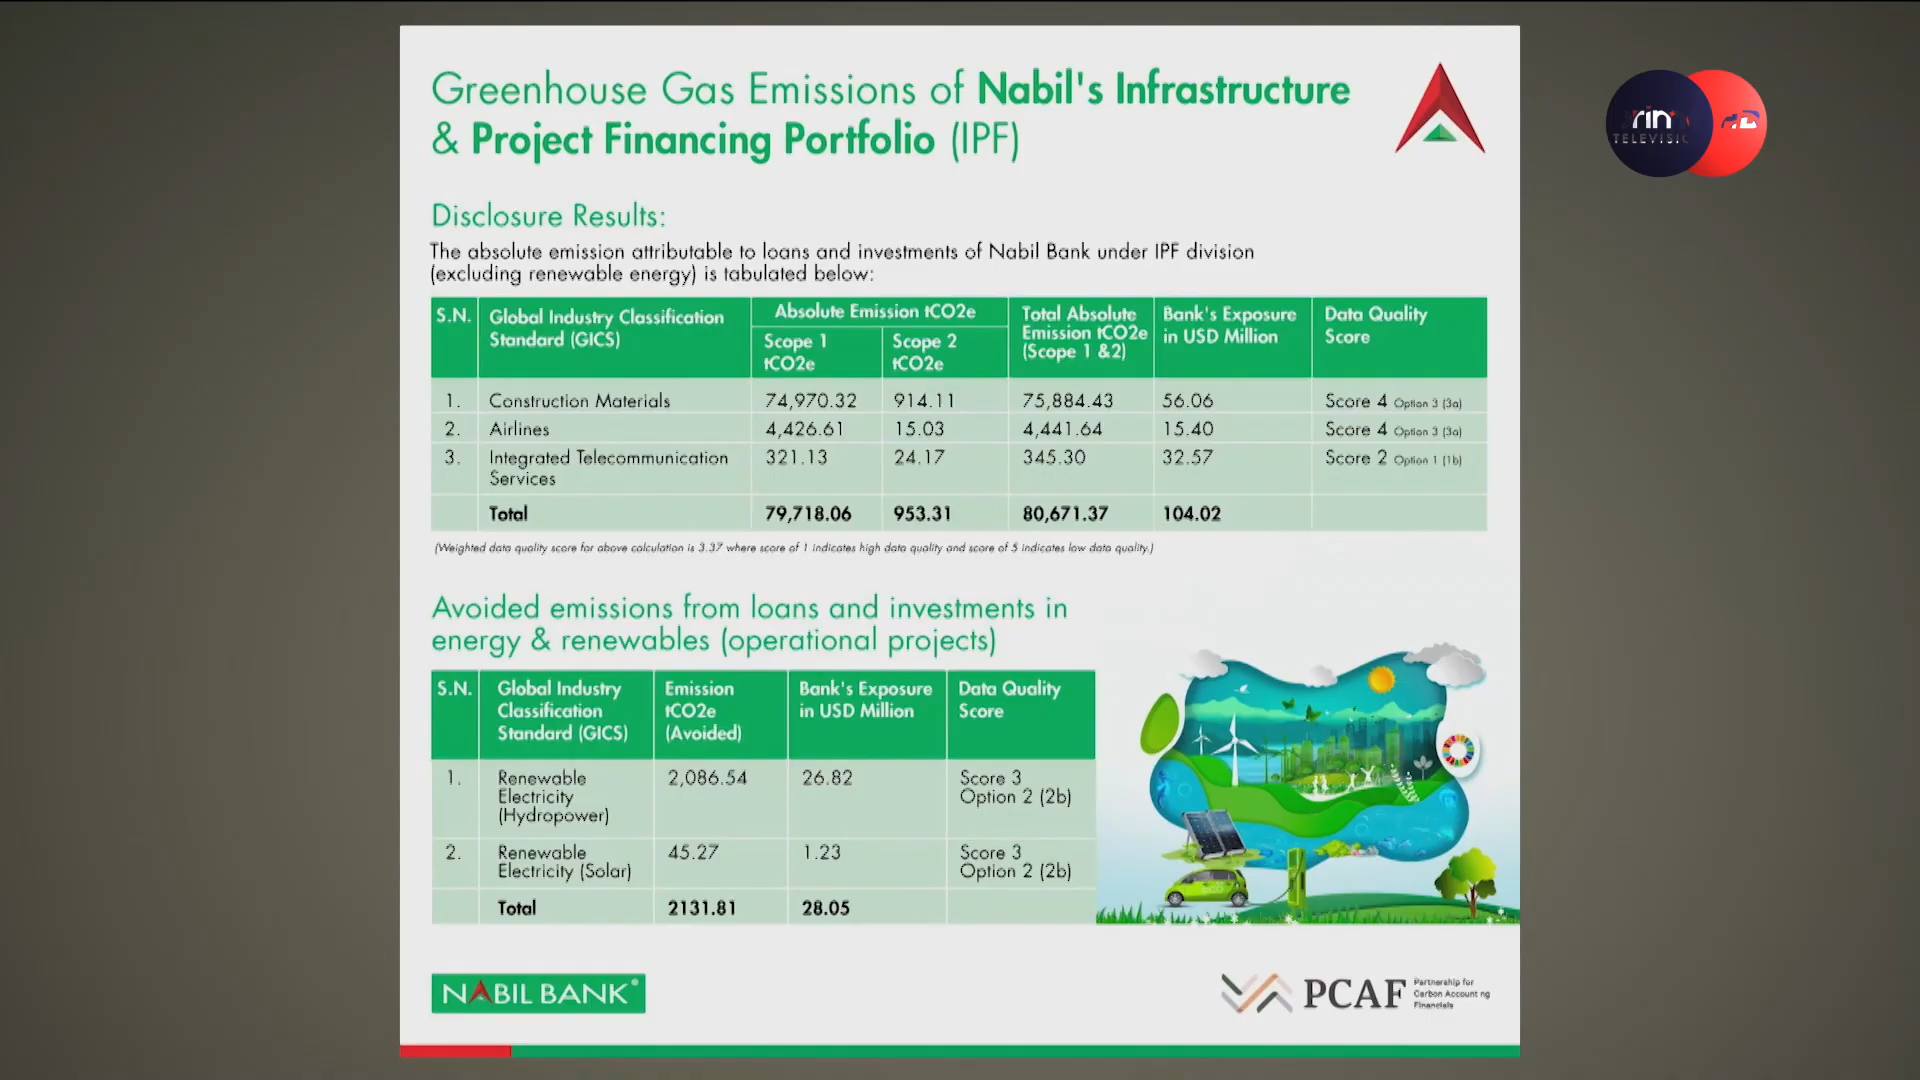 Greenhouse Gas Emissions of Nabil's Infrastructure
& Project Financing Portfolio (IPF)
Disclosure Results:
The absolute emission attributable to loans and investments of Nabil Bank under IPF division
(excluding renewable energy) is tabulated below:
S.N.
Global Industry Classification
Standard (GICS)
Absolute Emission tCO2e
Scope 1
tCO2e
Scope 2
tCO2e
Total Absolute
Emission tCO2e
(Scope 1 &2)
Bank's Exposure
in USD Million
Data Quality
Score
1. Construction Materials 74,970.32 914.11 75,884.43 56.06 Score 4 Option 3 (3a)
2. Airlines 4,426.61 15.03 4,441.64 15.40 Score 4 Option 3 (3a)
3. Integrated Telecommunication 321.13 24.17 345.30 32.57 Score 2 Option 1 (1b)
Services
Total 79,718.06 953.31 80,671.37 104.02
(Weighted data quality score for above calculation is 3.37 where score of 1 indicates high data quality and score of 5 indicates low data quality.)
Avoided emissions from loans and investments in
energy & renewables (operational projects)
S.N.
Global Industry
Classification
Standard (GICS)
Emission
tCO2e
(Avoided)
Bank's Exposure
in USD Million
Data Quality
Score
1. Renewable 2,086.54 26.82 Score 3
Electricity Option 2 (2b)
(Hydropower)
2. Renewable 45.27 1.23 Score 3
Electricity (Solar) Option 2 (2b)
Total 2131.81 28.05
NABIL BANK
PCAF
Partnership for
Carbon Accounting
Financials